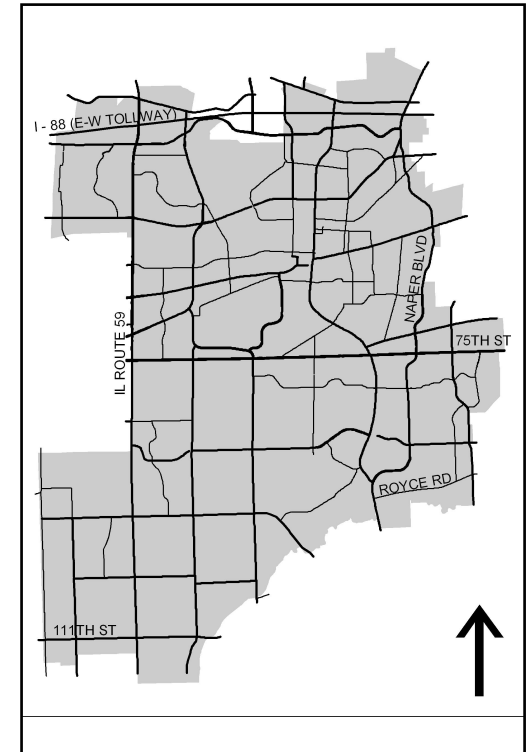 I - 88 (E-W TOLLWAY)
NAPER BLVD
IL ROUTE 59
75TH ST
ROYCE RD
111TH ST